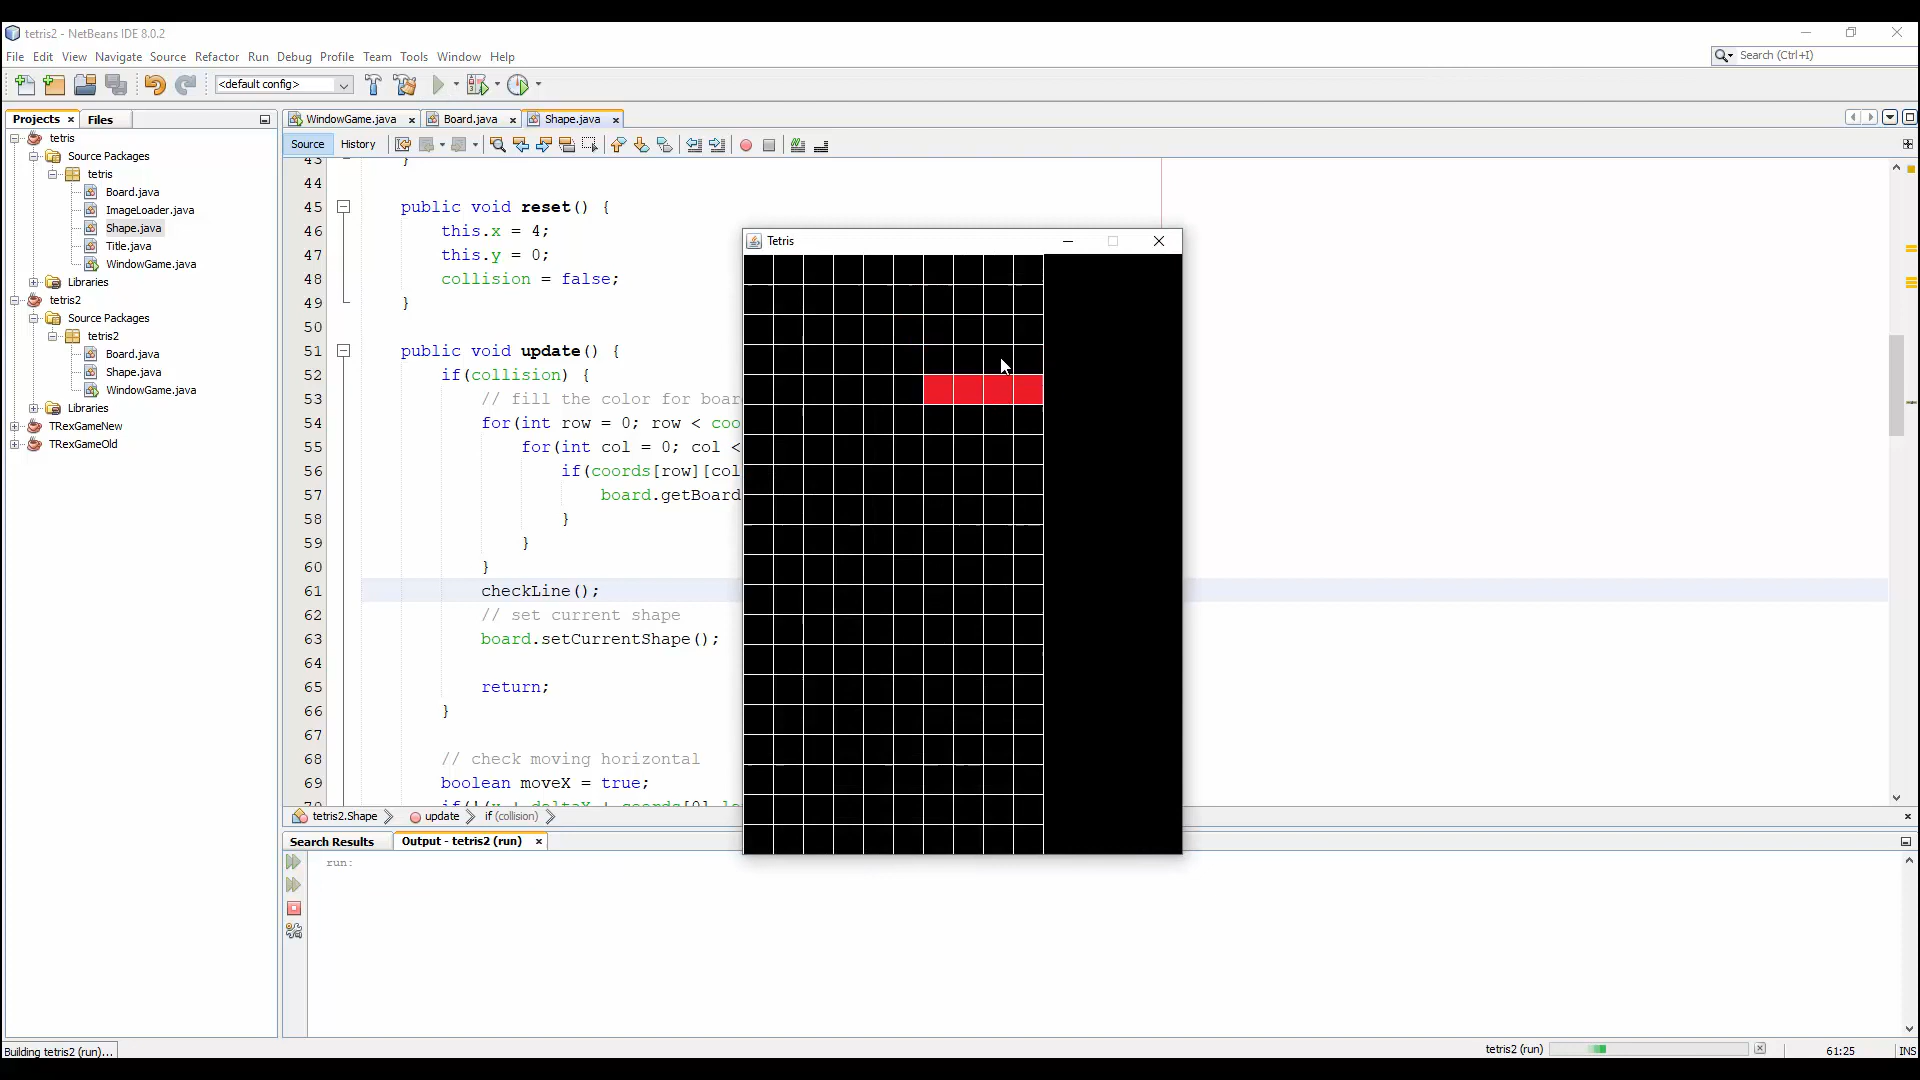 tetris2 - NetBeans IDE 8.0.2
File Edit View Navigate Source Refactor Run Debug Profile Team Tools Window Help
Search (Ctrl+I)
<default config>
Projects Files
tetris
Source Packages
tetris
Board.java
ImageLoader.java
Shape.java
Title.java
WindowGame.java
Libraries
tetris2
Source Packages
tetris2
Board.java
Shape.java
WindowGame.java
Libraries
TRexGameNew
TRexGameOld
WindowGame.java Board.java Shape.java
Source History
43 }
44
45 public void reset() {
46 this.x = 4;
47 this.y = 0;
48 collision = false;
49 }
50
51 public void update() {
52 if(collision) {
53 // fill the color for boar
54 for(int row = 0; row < coo
55 for(int col = 0; col <
56 if(coords[row][col
57 board.getBoard
58 }
59 }
60 }
61 checkLine();
62 // set current shape
63 board.setCurrentShape();
64
65 return;
66 }
67
68 // check moving horizontal
69 boolean moveX = true;
Tetris
tetris2.Shape update if (collision)
Search Results Output - tetris2 (run)
run:
Building tetris2 (run)...
tetris2 (run)
61:25
INS